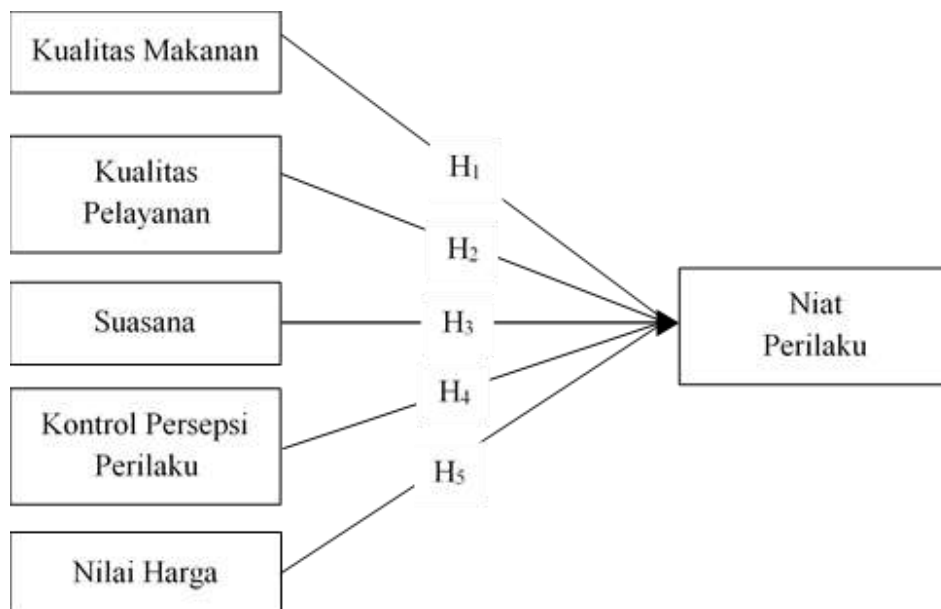 Kualitas Makanan
Kualitas
Pelayanan
Suasana
Kontrol Persepsi
Perilaku
Nilai Harga
H₁
H₂
H₃
H₄
H₅
Niat
Perilaku